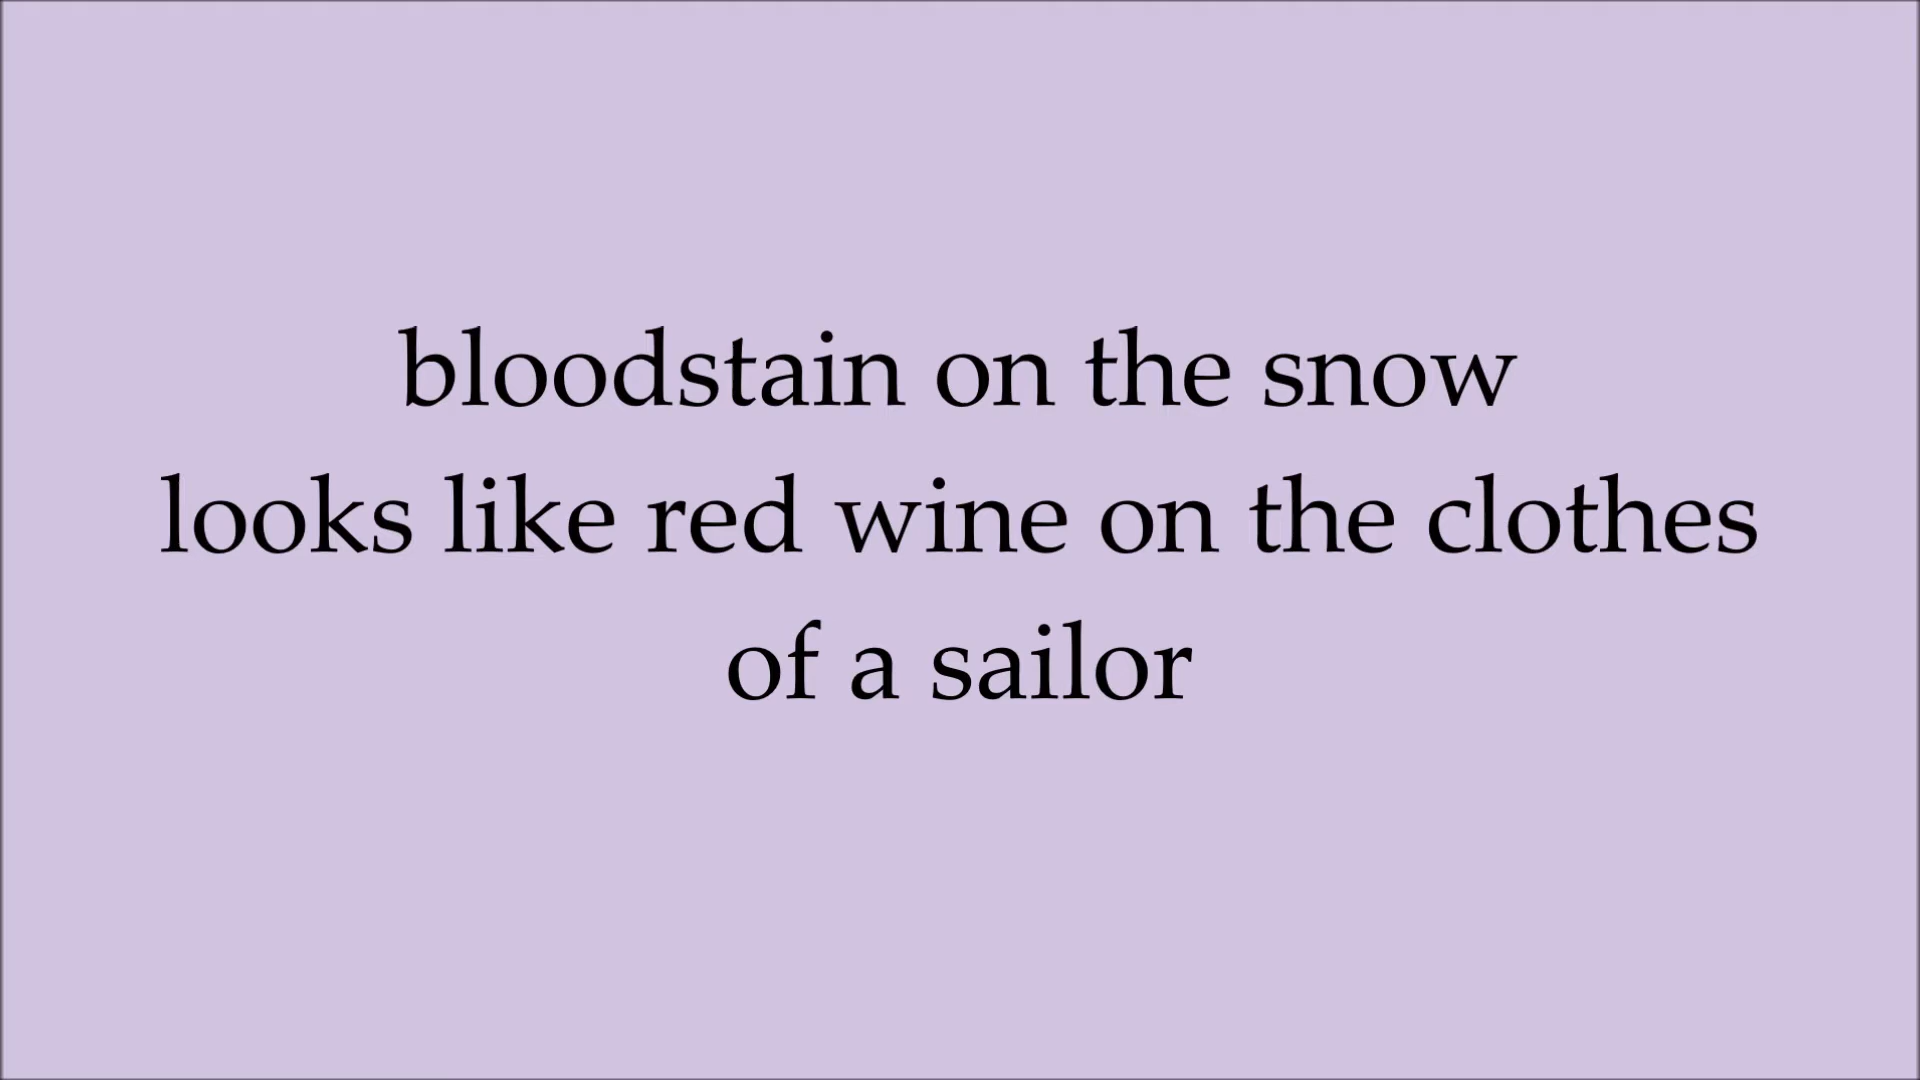 bloodstain on the snow
looks like red wine on the clothes
of a sailor